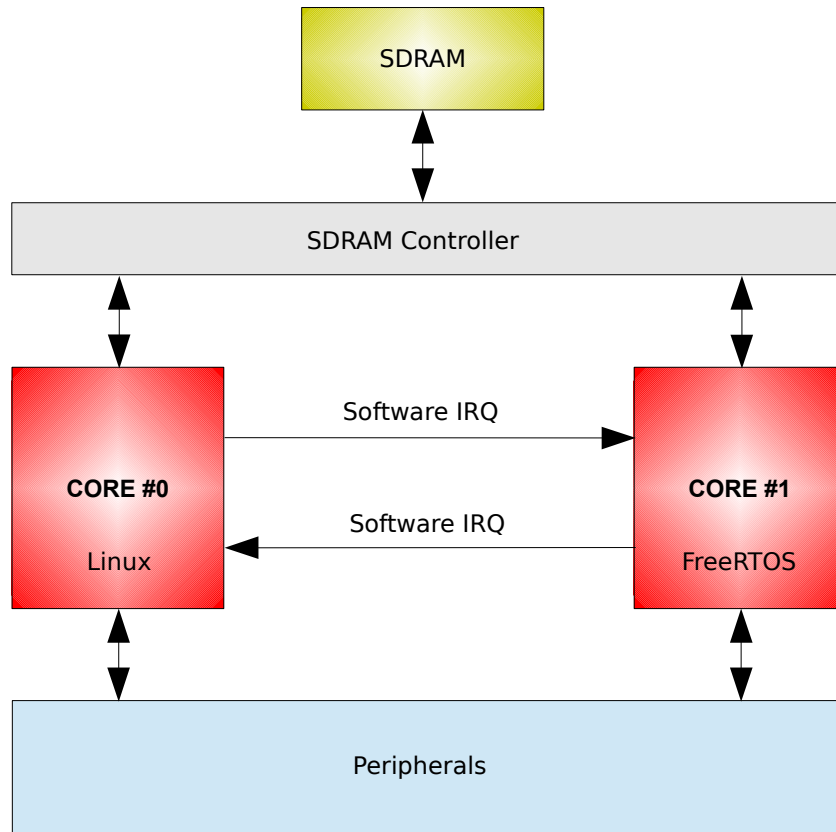 SDRAM
SDRAM Controller
Software IRQ
CORE #0
Linux
Software IRQ
CORE #1
FreeRTOS
Peripherals